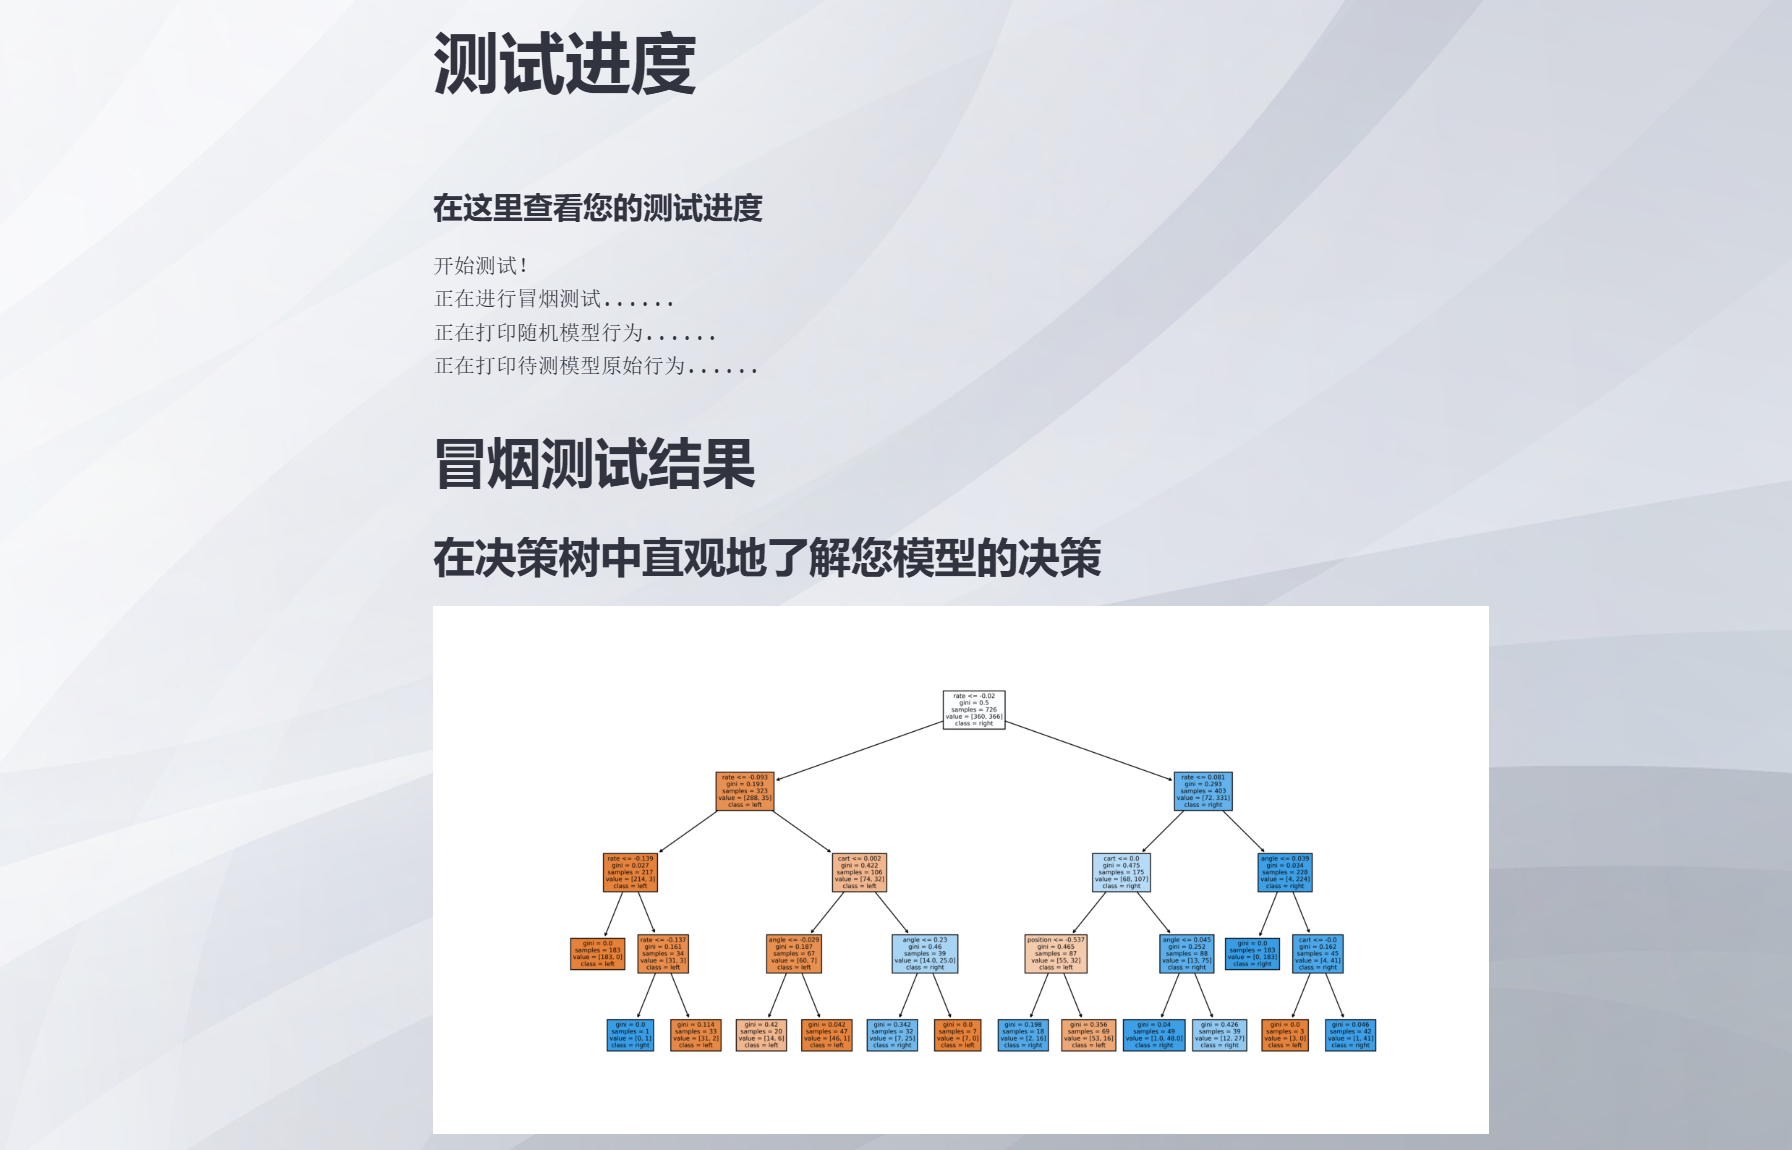 测试进度
在这里查看您的测试进度
开始测试！
正在进行冒烟测试......
正在打印随机模型行为......
正在打印待测模型原始行为......
冒烟测试结果
在决策树中直观地了解您模型的决策
rate <= -0.02
gini = 0.5
samples = 726
value = [360, 366]
class = right
rate <= -0.093
gini = 0.193
samples = 323
value = [288, 35]
class = left
rate <= 0.081
gini = 0.293
samples = 403
value = [72, 331]
class = right
rate <= -0.139
gini = 0.027
samples = 217
value = [214, 3]
class = left
cart <= 0.002
gini = 0.422
samples = 106
value = [74, 32]
class = left
cart <= 0.0
gini = 0.475
samples = 175
value = [68, 107]
class = right
angle <= 0.039
gini = 0.034
samples = 228
value = [4, 224]
class = right
gini = 0.0
samples = 183
value = [183, 0]
class = left
rate <= -0.137
gini = 0.161
samples = 34
value = [31, 3]
class = left
angle <= -0.029
gini = 0.187
samples = 67
value = [60, 7]
class = left
angle <= 0.23
gini = 0.46
samples = 39
value = [14.0, 25.0]
class = right
position <= -0.537
gini = 0.465
samples = 87
value = [55, 32]
class = left
angle <= 0.045
gini = 0.252
samples = 88
value = [13, 75]
class = right
gini = 0.0
samples = 183
value = [0, 183]
class = right
cart <= -0.0
gini = 0.162
samples = 45
value = [4, 41]
class = right
gini = 0.0
samples = 1
value = [0, 1]
class = right
gini = 0.114
samples = 33
value = [31, 2]
class = left
gini = 0.42
samples = 20
value = [14, 6]
class = left
gini = 0.042
samples = 47
value = [46, 1]
class = left
gini = 0.342
samples = 32
value = [7, 25]
class = right
gini = 0.0
samples = 7
value = [7, 0]
class = left
gini = 0.198
samples = 18
value = [2, 16]
class = right
gini = 0.356
samples = 69
value = [53, 16]
class = left
gini = 0.04
samples = 49
value = [1.0, 48.0]
class = right
gini = 0.426
samples = 39
value = [12, 27]
class = right
gini = 0.0
samples = 3
value = [3, 0]
class = left
gini = 0.046
samples = 42
value = [1, 41]
class = right